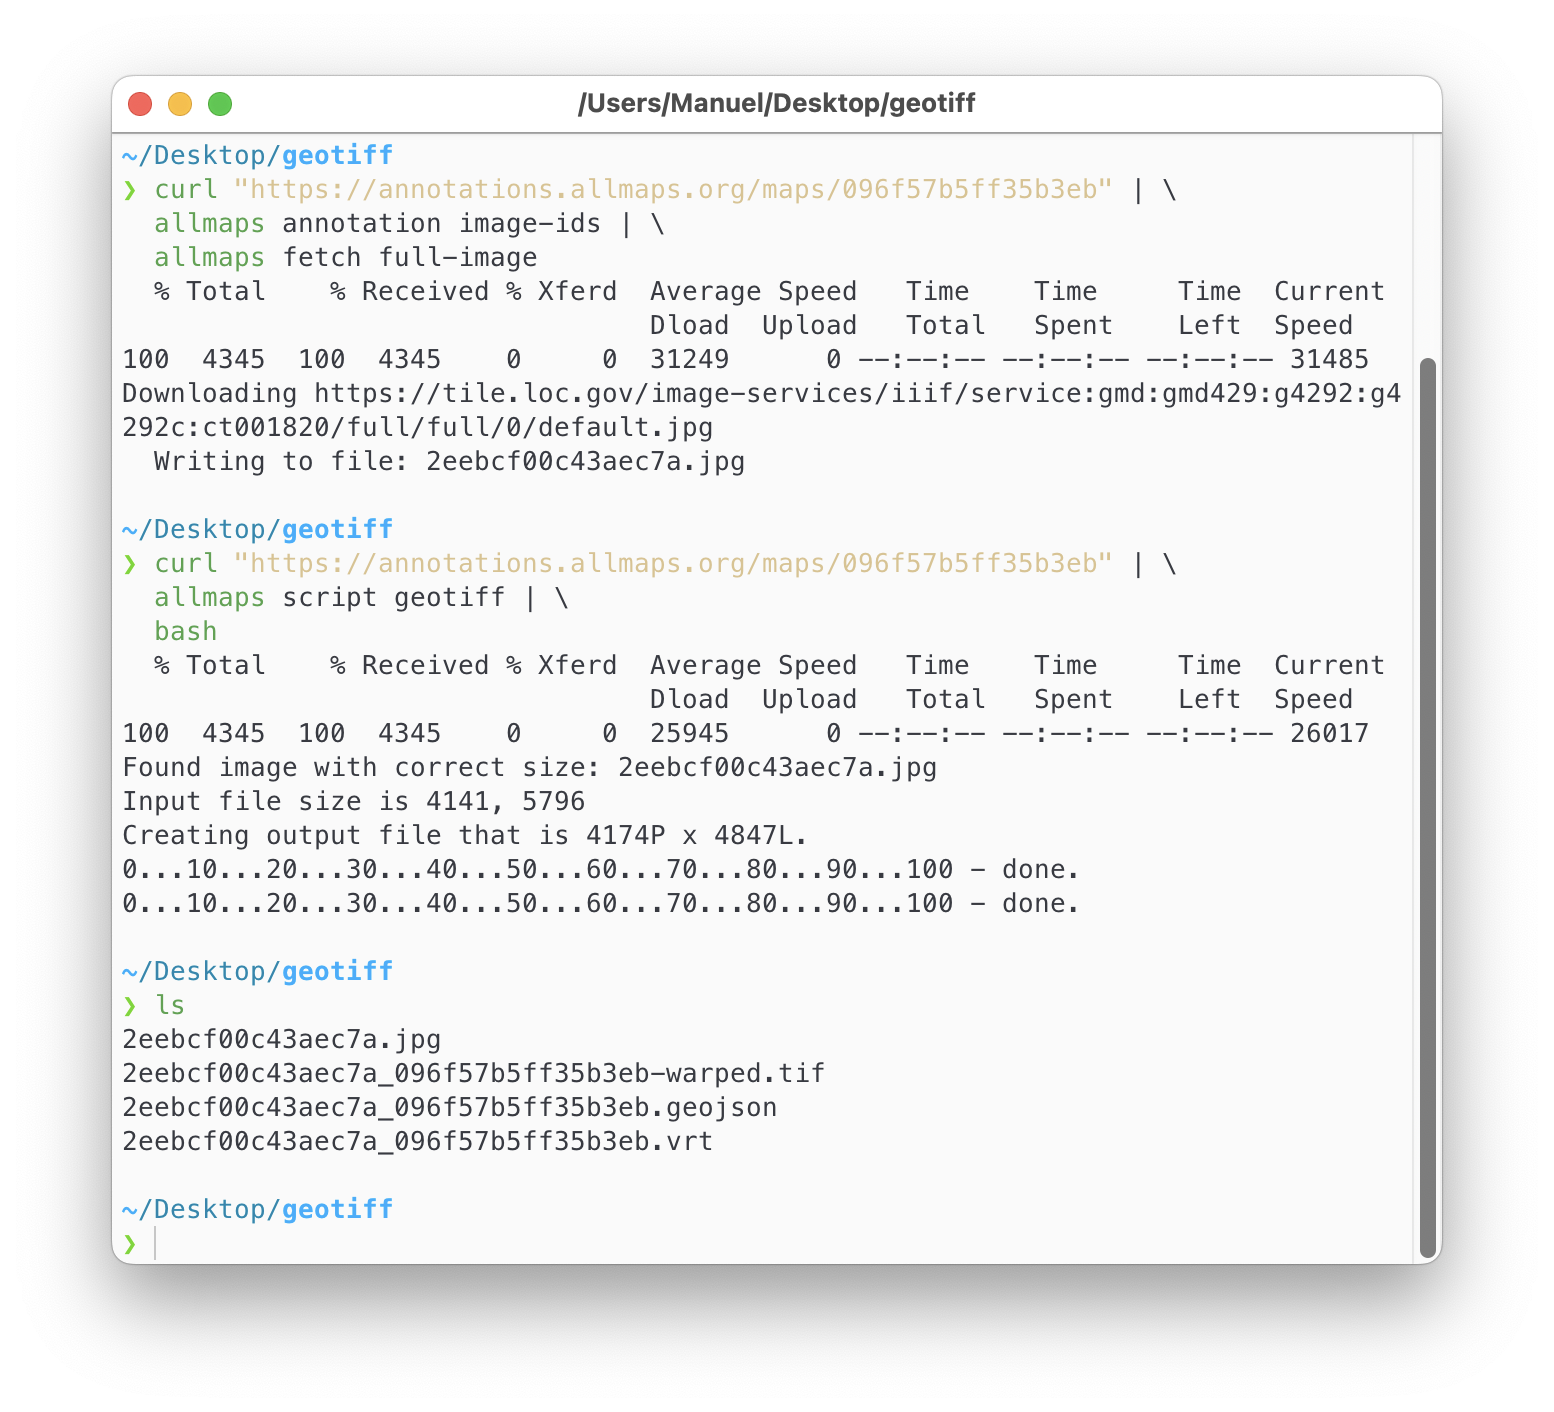 /Users/Manuel/Desktop/geotiff
~/Desktop/geotiff
❯ curl "https://annotations.allmaps.org/maps/096f57b5ff35b3eb" | \
  allmaps annotation image-ids | \
  allmaps fetch full-image
  % Total    % Received % Xferd  Average Speed   Time    Time     Time  Current
                                 Dload  Upload   Total   Spent    Left  Speed
100  4345  100  4345    0     0  31249      0 --:--:-- --:--:-- --:--:-- 31485
Downloading https://tile.loc.gov/image-services/iiif/service:gmd:gmd429:g4292:g4
292c:ct001820/full/full/0/default.jpg
  Writing to file: 2eebcf00c43aec7a.jpg
~/Desktop/geotiff
❯ curl "https://annotations.allmaps.org/maps/096f57b5ff35b3eb" | \
  allmaps script geotiff | \
  bash
  % Total    % Received % Xferd  Average Speed   Time    Time     Time  Current
                                 Dload  Upload   Total   Spent    Left  Speed
100  4345  100  4345    0     0  25945      0 --:--:-- --:--:-- --:--:-- 26017
Found image with correct size: 2eebcf00c43aec7a.jpg
Input file size is 4141, 5796
Creating output file that is 4174P x 4847L.
0...10...20...30...40...50...60...70...80...90...100 - done.
0...10...20...30...40...50...60...70...80...90...100 - done.
~/Desktop/geotiff
❯ ls
2eebcf00c43aec7a.jpg
2eebcf00c43aec7a_096f57b5ff35b3eb-warped.tif
2eebcf00c43aec7a_096f57b5ff35b3eb.geojson
2eebcf00c43aec7a_096f57b5ff35b3eb.vrt
~/Desktop/geotiff
❯